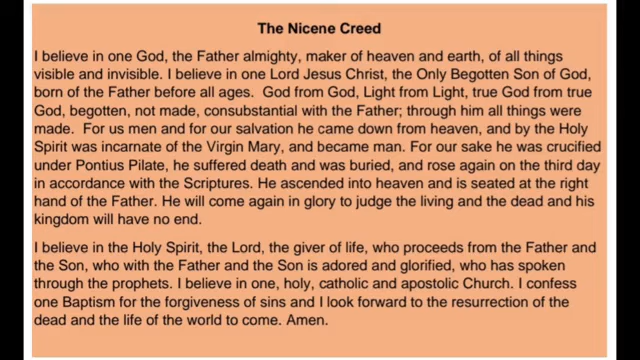 The Nicene Creed
I believe in one God, the Father almighty, maker of heaven and earth, of all things
visible and invisible. I believe in one Lord Jesus Christ, the Only Begotten Son of God,
born of the Father before all ages.  God from God, Light from Light, true God from true
God, begotten, not made, consubstantial with the Father; through him all things were
made.  For us men and for our salvation he came down from heaven, and by the Holy
Spirit was incarnate of the Virgin Mary, and became man. For our sake he was crucified
under Pontius Pilate, he suffered death and was buried, and rose again on the third day
in accordance with the Scriptures. He ascended into heaven and is seated at the right
hand of the Father. He will come again in glory to judge the living and the dead and his
kingdom will have no end.
I believe in the Holy Spirit, the Lord, the giver of life, who proceeds from the Father and
the Son, who with the Father and the Son is adored and glorified, who has spoken
through the prophets. I believe in one, holy, catholic and apostolic Church. I confess
one Baptism for the forgiveness of sins and I look forward to the resurrection of the
dead and the life of the world to come. Amen.